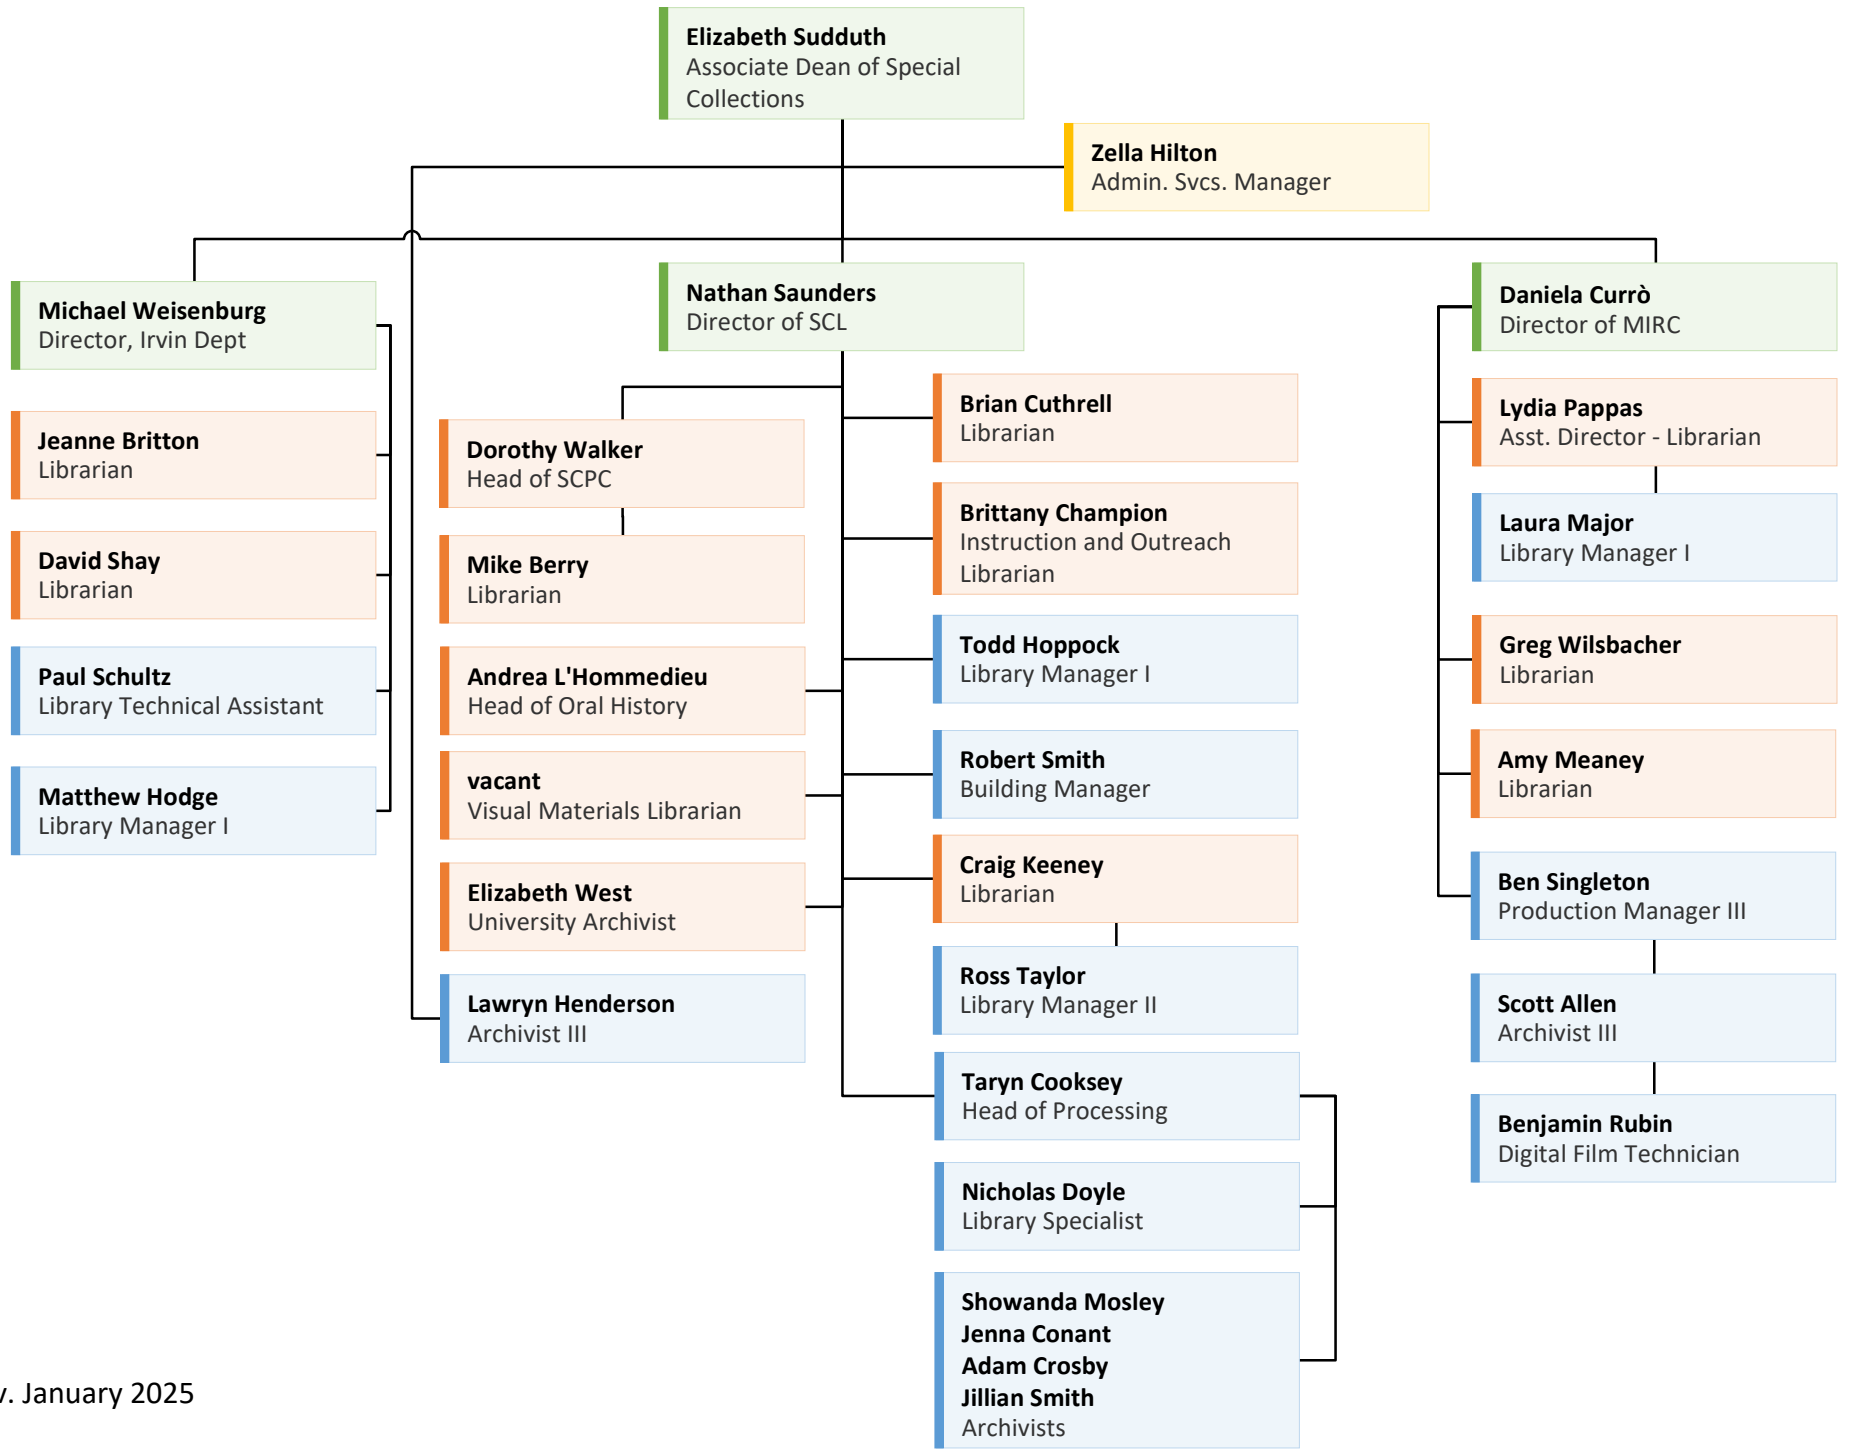 Elizabeth Sudduth
Associate Dean of Special
Collections
Zella Hilton
Admin. Svcs. Manager
Michael Weisenburg
Director, Irvin Dept
Jeanne Britton
Librarian
David Shay
Librarian
Paul Schultz
Library Technical Assistant
Matthew Hodge
Library Manager I
Nathan Saunders
Director of SCL
Dorothy Walker
Head of SCPC
Mike Berry
Librarian
Andrea L'Hommedieu
Head of Oral History
vacant
Visual Materials Librarian
Elizabeth West
University Archivist
Lawryn Henderson
Archivist III
Brian Cuthrell
Librarian
Brittany Champion
Instruction and Outreach
Librarian
Todd Hoppock
Library Manager I
Robert Smith
Building Manager
Craig Keeney
Librarian
Ross Taylor
Library Manager II
Taryn Cooksey
Head of Processing
Nicholas Doyle
Library Specialist
Showanda Mosley
Jenna Conant
Adam Crosby
Jillian Smith
Archivists
Daniela Currò
Director of MIRC
Lydia Pappas
Asst. Director - Librarian
Laura Major
Library Manager I
Greg Wilsbacher
Librarian
Amy Meaney
Librarian
Ben Singleton
Production Manager III
Scott Allen
Archivist III
Benjamin Rubin
Digital Film Technician
v. January 2025